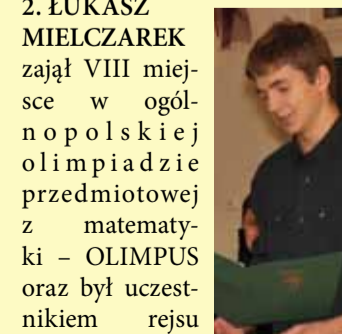 2. ŁUKASZ
MIELCZAREK
zajął VIII miej-
sce w ogól-
nopolskiej
olimpiadzie
przedmiotowej
z matematy-
ki – OLIMPUS
oraz był uczest-
nikiem rejsu